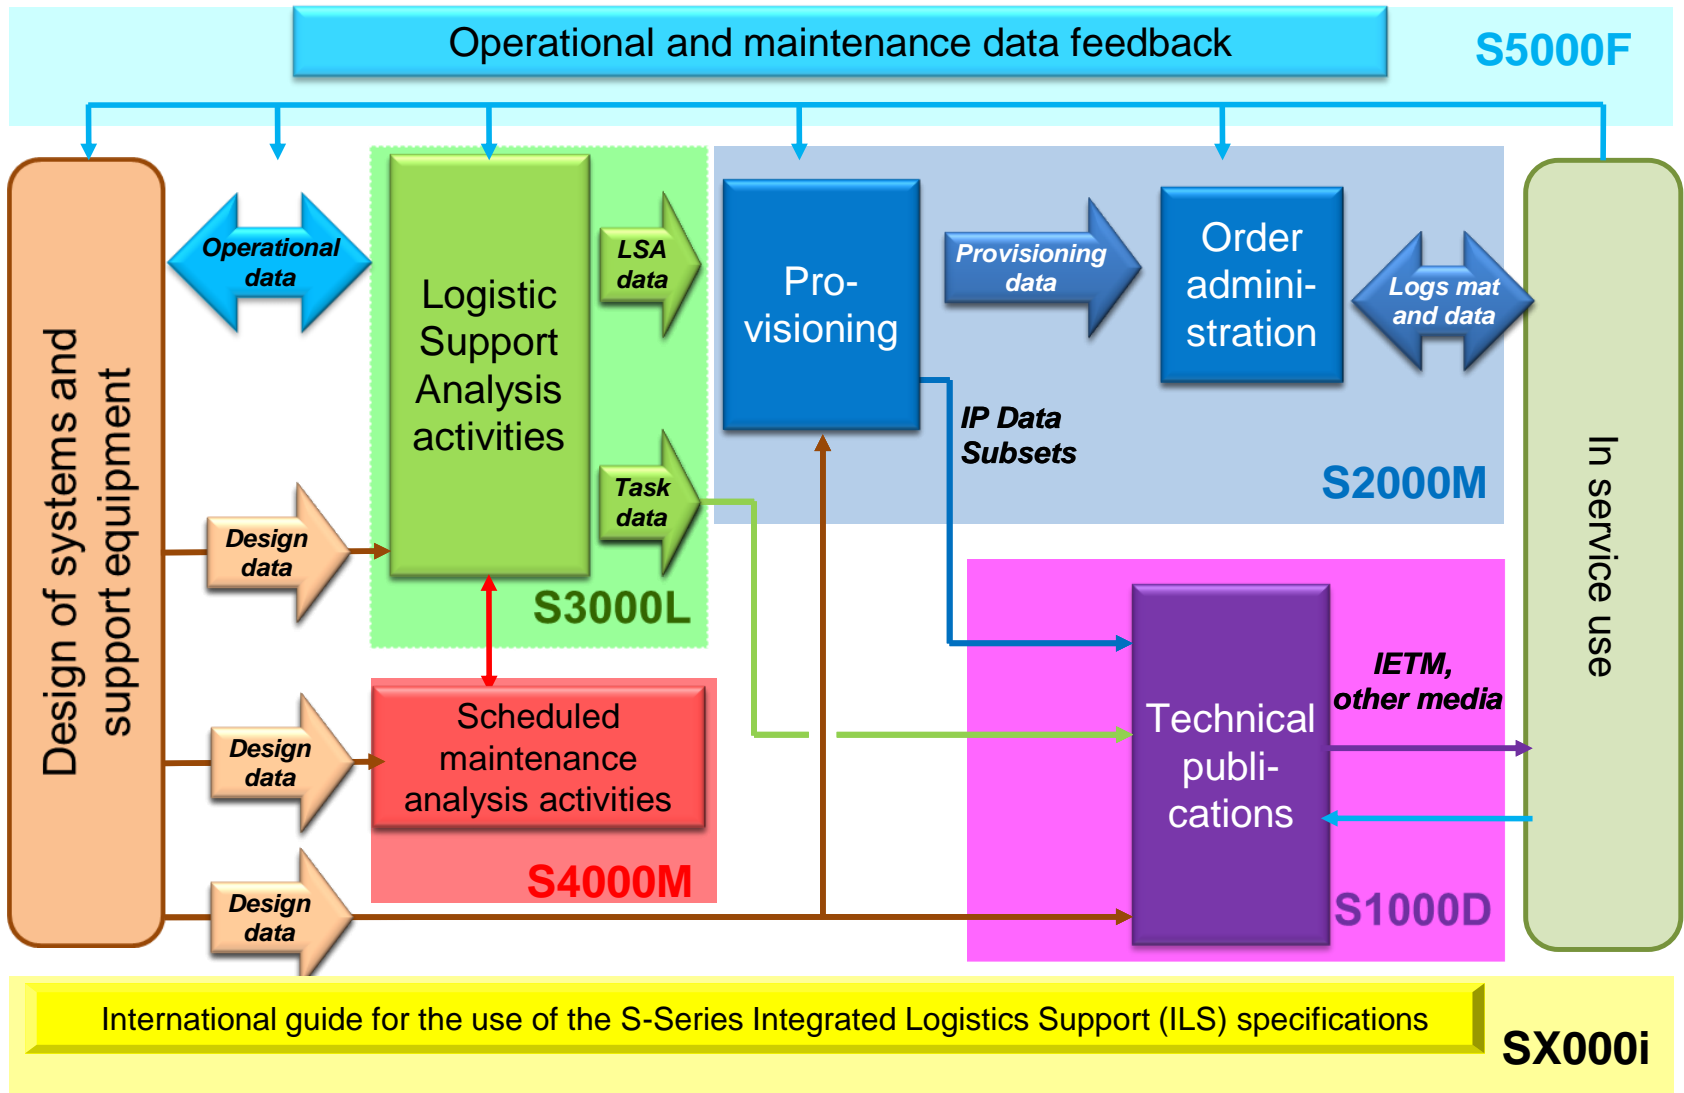 Operational and maintenance data feedback
S5000F
Design of systems and
support equipment
Operational
data
Logistic
Support
Analysis
activities
LSA
data
Task
data
S3000L
Pro-
visioning
Provisioning
data
Order
admini-
stration
Logs mat
and data
IP Data
Subsets
S2000M
In service use
Design
data
Design
data
Scheduled
maintenance
analysis activities
S4000M
Design
data
Technical
publi-
cations
IETM,
other media
S1000D
International guide for the use of the S-Series Integrated Logistics Support (ILS) specifications
SX000i